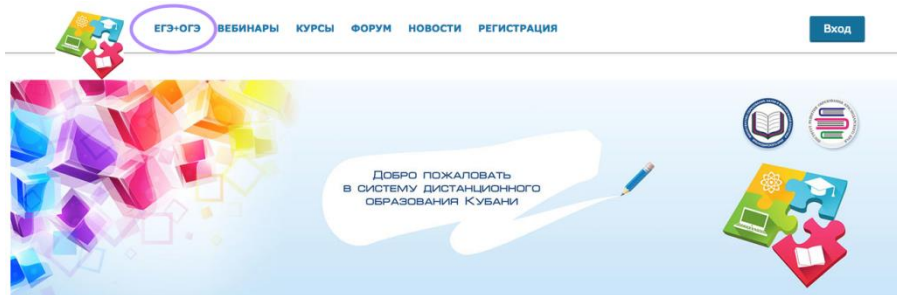 ЕГЭ+ОГЭ ВЕБИНАРЫ КУРСЫ ФОРУМ НОВОСТИ РЕГИСТРАЦИЯ Вход
Добро пожаловать
в систему дистанционного
образования Кубани